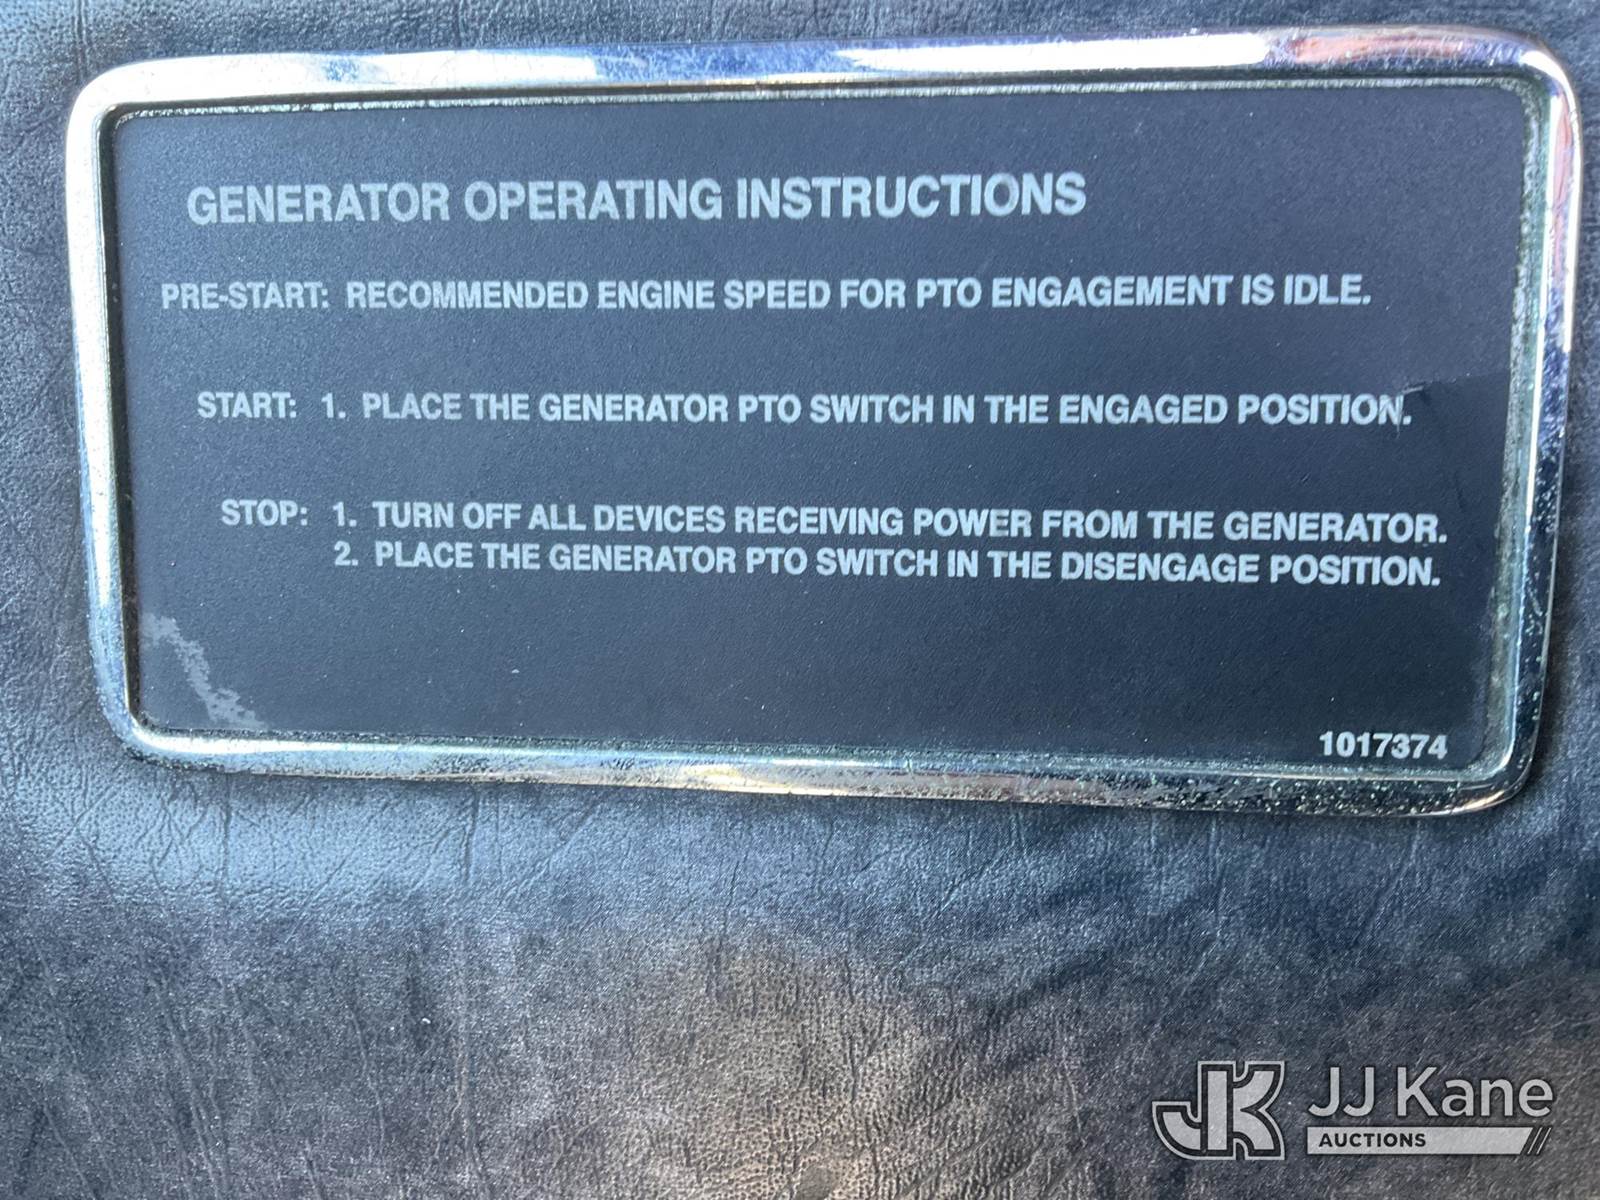 GENERATOR OPERATING INSTRUCTIONS
PRE-START: RECOMMENDED ENGINE SPEED FOR PTO ENGAGEMENT IS IDLE.
START: 1. PLACE THE GENERATOR PTO SWITCH IN THE ENGAGED POSITION.
STOP: 1. TURN OFF ALL DEVICES RECEIVING POWER FROM THE GENERATOR.
2. PLACE THE GENERATOR PTO SWITCH IN THE DISENGAGE POSITION.
1017374
JK JJ Kane
AUCTIONS